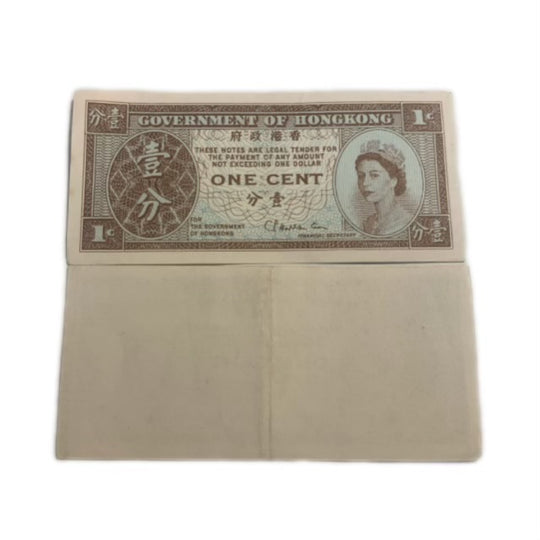 分壹 GOVERNMENT OF HONGKONG 1¢
府政港香
THESE NOTES ARE LEGAL TENDER FOR
THE PAYMENT OF ANY AMOUNT
NOT EXCEEDING ONE DOLLAR
壹分
ONE CENT
分壹
FOR
THE GOVERNMENT
OF HONGKONG
FINANCIAL SECRETARY
1¢
分壹